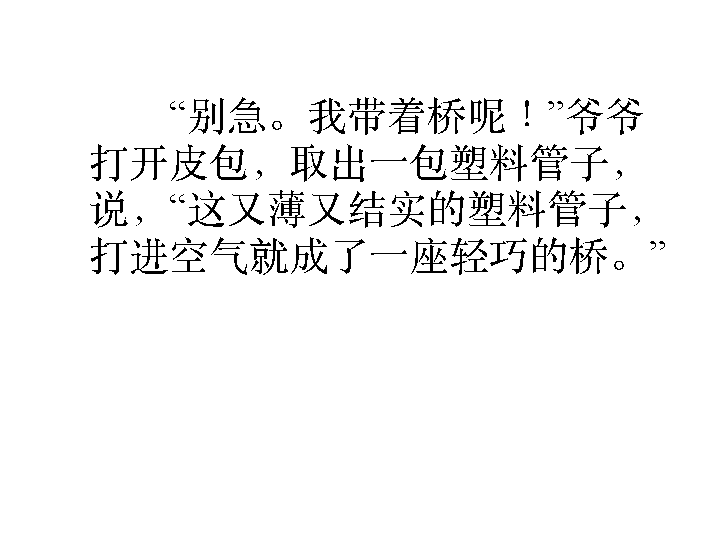 “别急。我带着桥呢！”爷爷
打开皮包，取出一包塑料管子，
说，“这又薄又结实的塑料管子，
打进空气就成了一座轻巧的桥。”